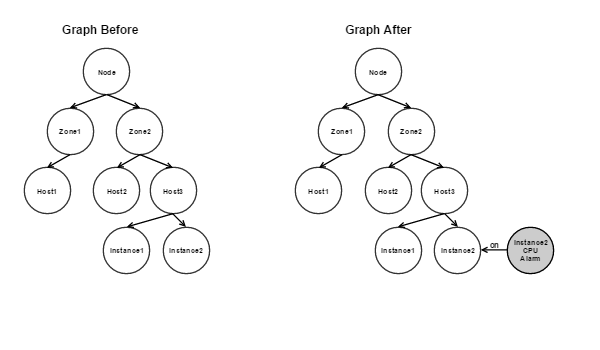 Graph Before
Graph After
Node
Node
Zone1
Zone2
Zone1
Zone2
Host1
Host2
Host3
Host1
Host2
Host3
Instance1
Instance2
Instance1
Instance2
on
Instance2
CPU
Alarm